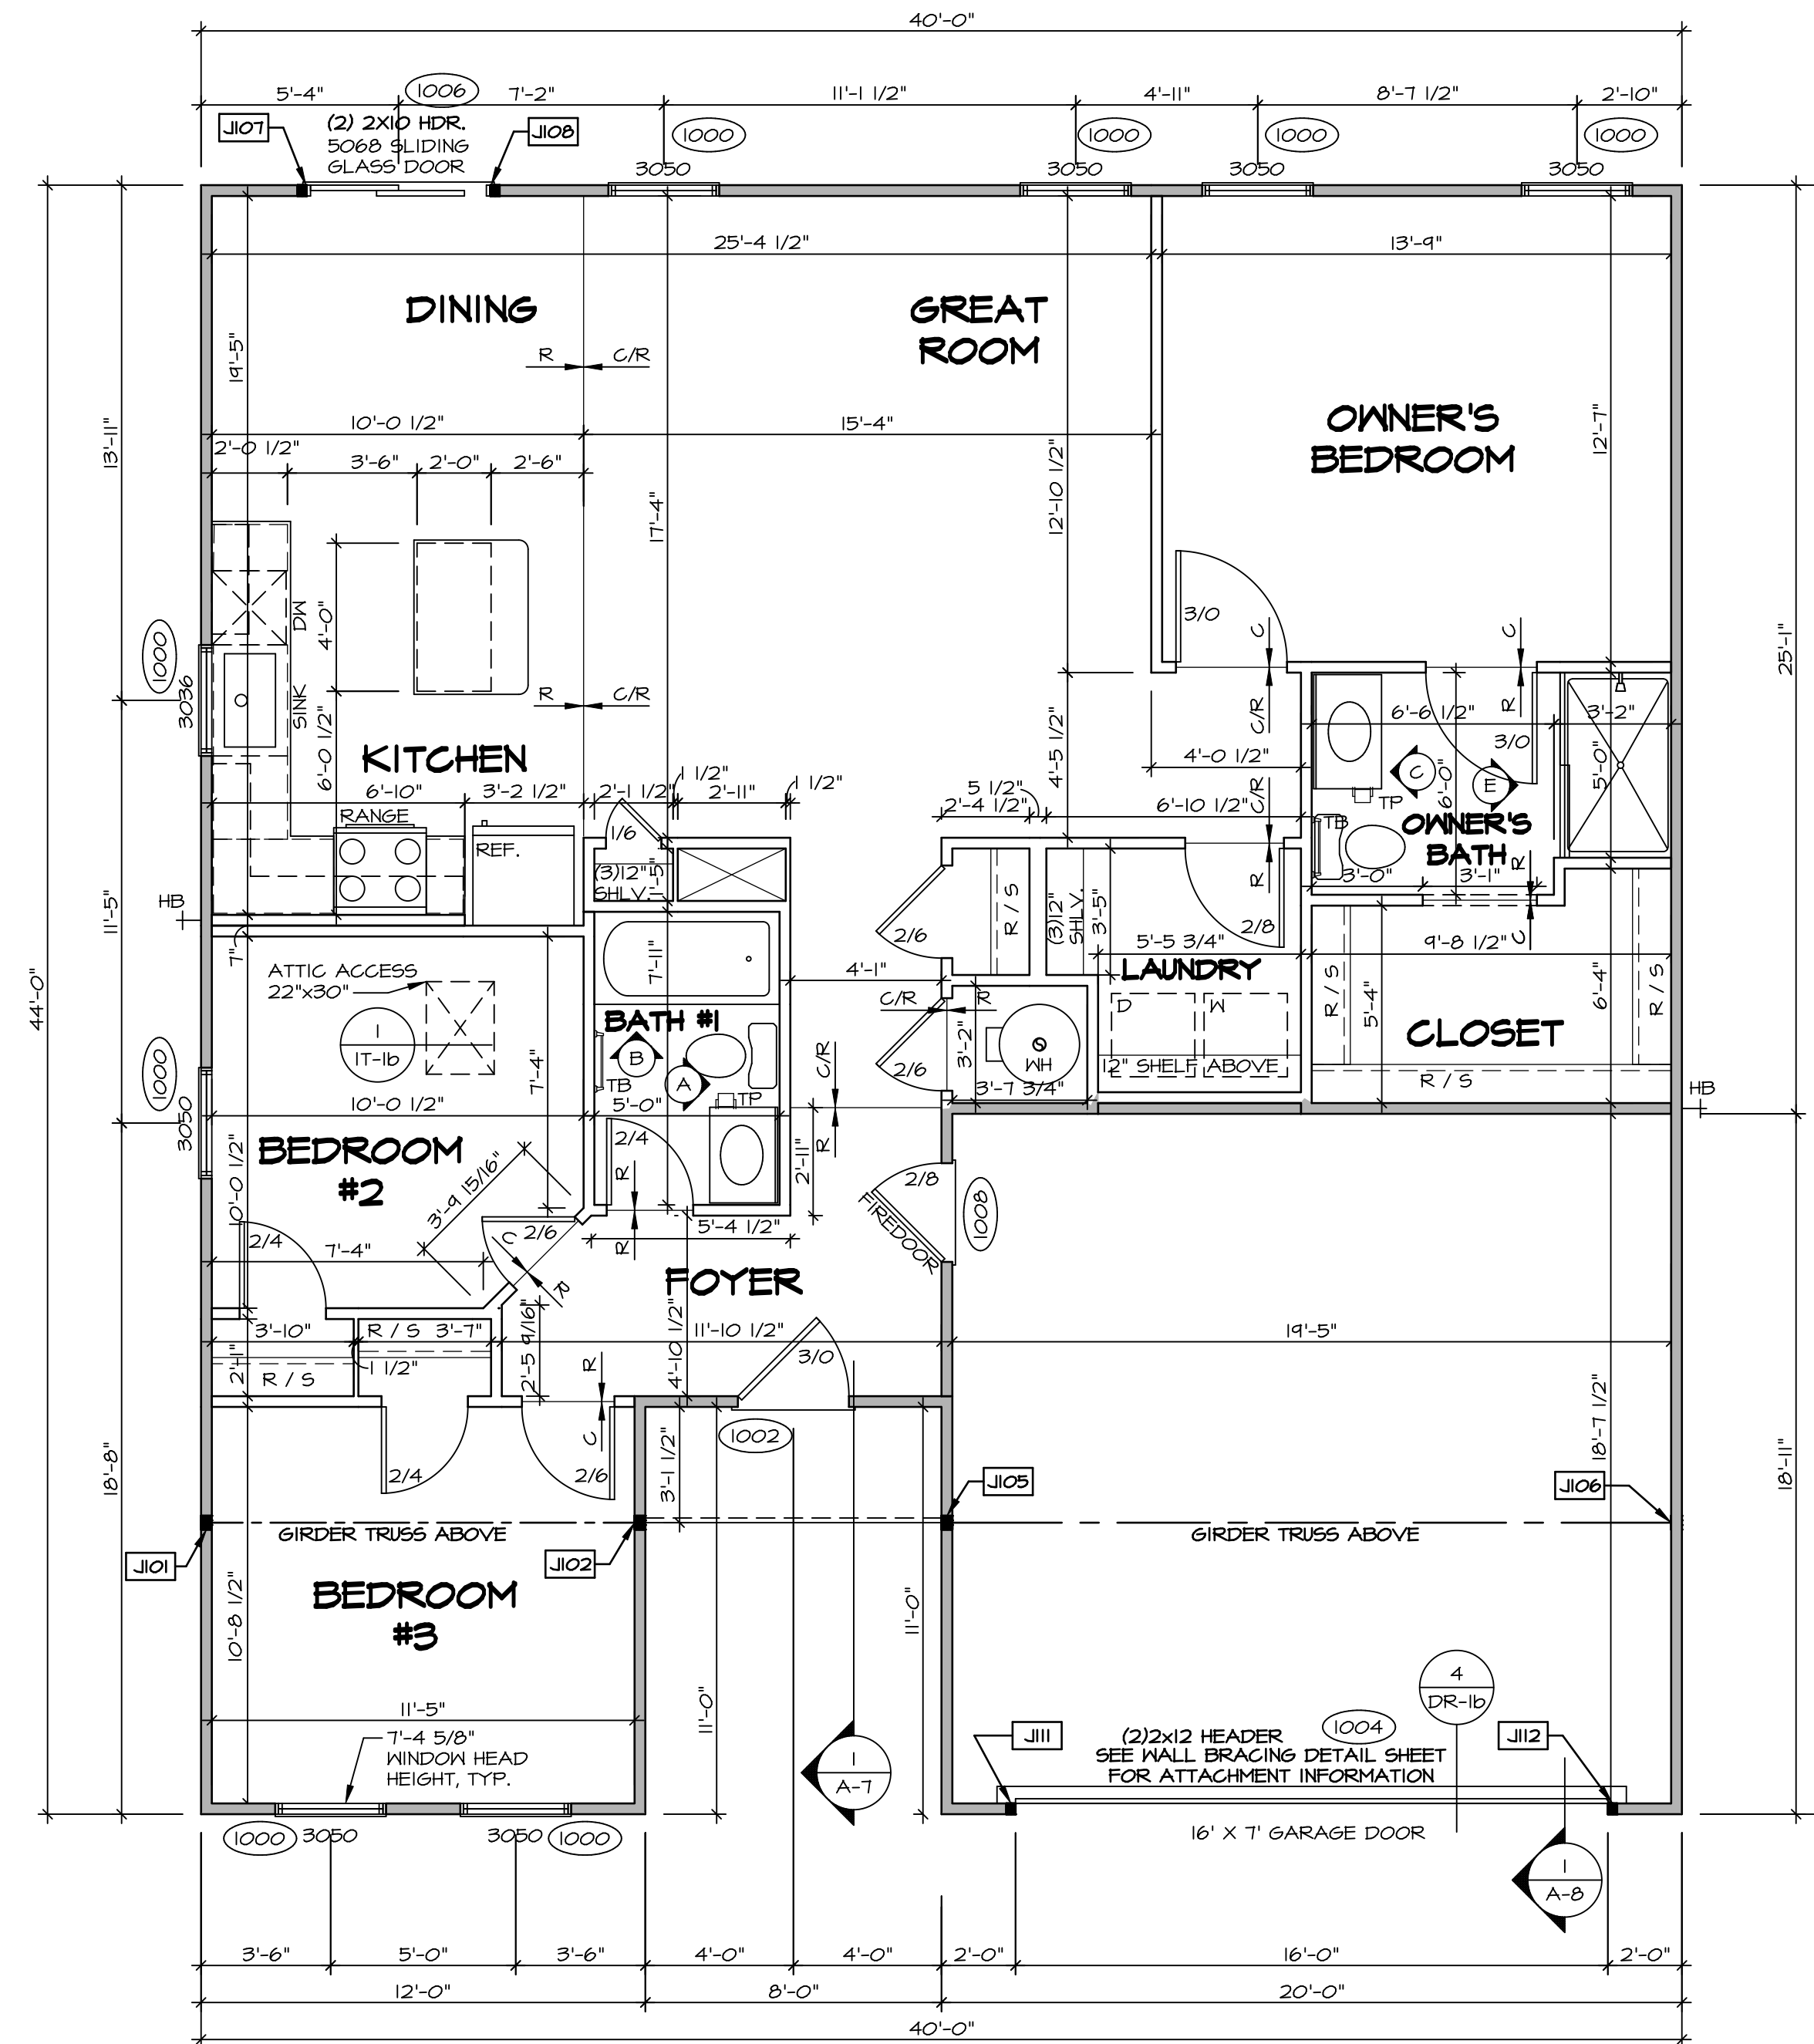 40'-0"
5'-4"
1006
7'-2"
11'-1 1/2"
4'-11"
8'-7 1/2"
2'-10"
J107
(2) 2X10 HDR.
5068 SLIDING
GLASS DOOR
J108
1000
1000
1000
1000
3050
3050
3050
3050
25'-4 1/2"
13'-9"
DINING
GREAT
ROOM
19'-5"
R
C/R
OWNER'S
BEDROOM
12'-7"
13'-11"
10'-0 1/2"
15'-4"
2'-0 1/2"
3'-6"
2'-0"
2'-6"
17'-4"
12'-10 1/2"
25'-1"
DW
4'-0"
3/0
C
C/R
C
R
1000
3036
SINK
R
C/R
6'-0 1/2"
4'-5 1/2"
6'-6 1/2"
3'-2"
3/0
5'-0"
6'-0"
KITCHEN
4'-0 1/2"
C
E
TP
6'-10"
3'-2 1/2"
2'-1 1/2"
1 1/2"
2'-11"
1 1/2"
5 1/2"
2'-4 1/2"
6'-10 1/2"
C/R
R
RANGE
REF.
1/6
TB
OWNER'S
BATH
(3)12"
SHLV.
1'-5"
3'-0"
3'-1"
R
C
HB
11'-5"
7"
2/6
R / S
(3)12"
SHLV.
3'-5"
2/8
5'-5 3/4"
9'-8 1/2"
LAUNDRY
ATTIC ACCESS
22"x30"
7'-11"
4'-1"
44'-0"
1
1T-1b
BATH #1
C/R
R
D
W
R / S
5'-4"
6'-4"
R / S
CLOSET
1000
3050
7'-4"
B
A
TB
TP
C/R
R
2/6
3'-2"
WH
12" SHELF ABOVE
R / S
HB
10'-0 1/2"
5'-0"
3'-7 3/4"
2/4
BEDROOM
#2
10'-0 1/2"
3'-9 15/16"
R
R
2'-11"
2/8
FIREDOOR
1008
2/4
7'-4"
2/6
C
R
5'-4 1/2"
FOYER
3'-10"
R / S
3'-7"
11'-10 1/2"
19'-5"
2'-11"
1 1/2"
R / S
2'-5 9/16"
R
C
4'-10 1/2"
3/0
18'-7 1/2"
1002
18'-8"
2/4
2/6
3'-1 1/2"
J105
J106
18'-11"
GIRDER TRUSS ABOVE
GIRDER TRUSS ABOVE
J101
J102
BEDROOM
#3
10'-8 1/2"
11'-0"
11'-0"
4
DR-1b
11'-5"
7'-4 5/8"
WINDOW HEAD
HEIGHT, TYP.
1
A-7
J111
(2)2x12 HEADER
1004
J112
SEE WALL BRACING DETAIL SHEET
FOR ATTACHMENT INFORMATION
1000
3050
3050
1000
16' X 7' GARAGE DOOR
1
A-8
3'-6"
5'-0"
3'-6"
4'-0"
4'-0"
2'-0"
16'-0"
2'-0"
12'-0"
8'-0"
20'-0"
40'-0"